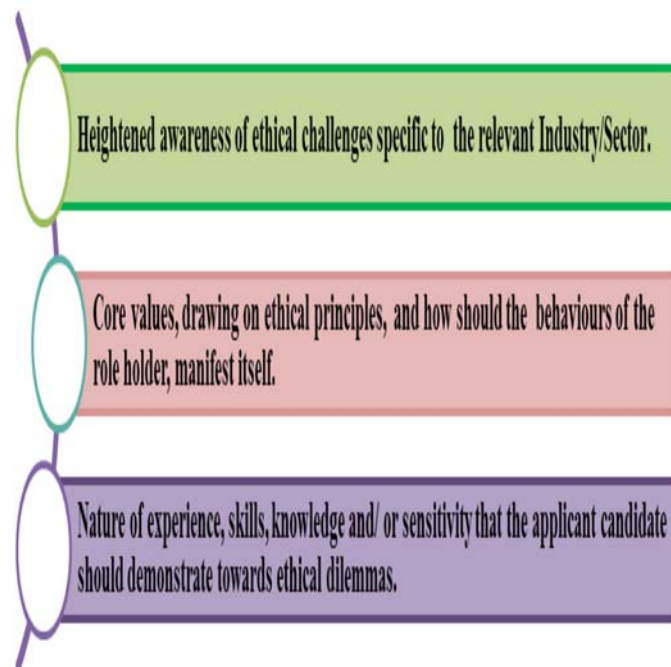 Heightened awareness of ethical challenges specific to the relevant Industry/Sector.
Core values, drawing on ethical principles, and how should the behaviours of the
role holder, manifest itself.
Nature of experience, skills, knowledge and/ or sensitivity that the applicant candidate
should demonstrate towards ethical dilemmas.